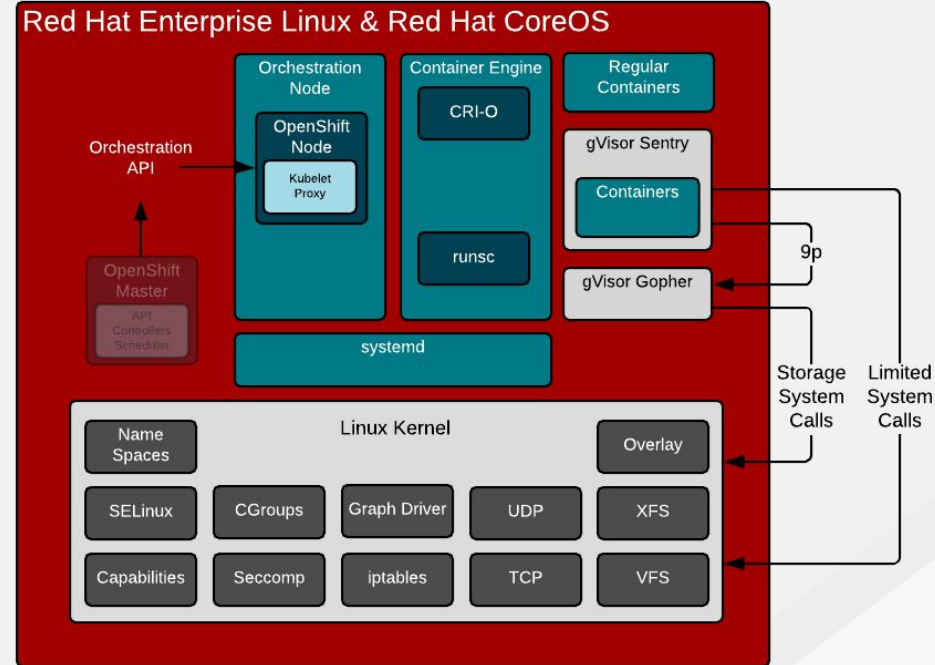 Red Hat Enterprise Linux & Red Hat CoreOS
Orchestration
API
OpenShift
Master
API
Controllers
Scheduler
Orchestration
Node
OpenShift
Node
Kubelet
Proxy
Container Engine
CRI-O
runsc
Regular
Containers
gVisor Sentry
Containers
9p
gVisor Gopher
systemd
Storage
System
Calls
Limited
System
Calls
Linux Kernel
Name
Spaces
Overlay
SELinux
CGroups
Graph Driver
UDP
XFS
Capabilities
Seccomp
iptables
TCP
VFS